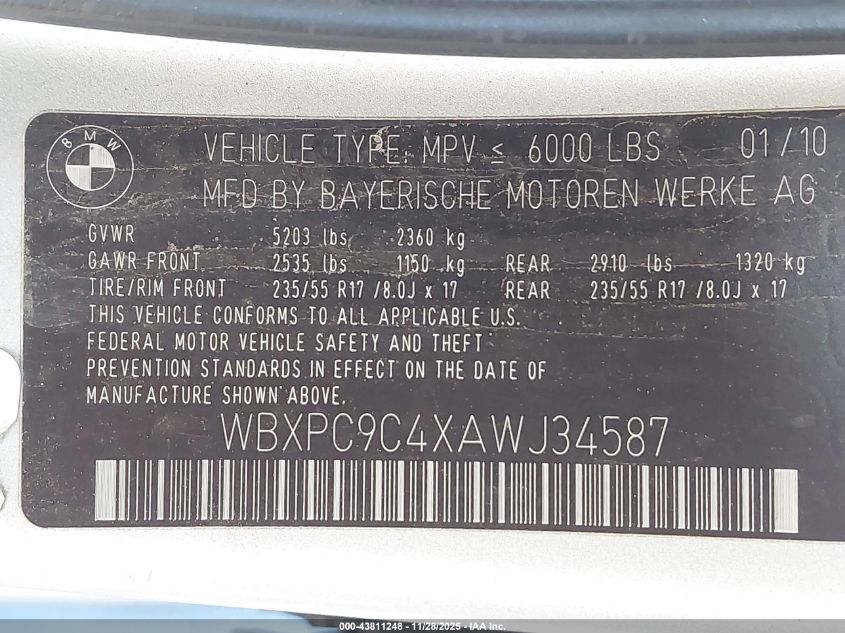 BMW
VEHICLE TYPE: MPV ≤ 6000 LBS 01/10
MFD BY BAYERISCHE MOTOREN WERKE AG
GVWR 5203 lbs 2360 kg
GAWR FRONT 2535 lbs 1150 kg REAR 2910 lbs 1320 kg
TIRE/RIM FRONT 235/55 R17 /8.0J x 17 REAR 235/55 R17 /8.0J x 17
THIS VEHICLE CONFORMS TO ALL APPLICABLE U.S.
FEDERAL MOTOR VEHICLE SAFETY AND THEFT
PREVENTION STANDARDS IN EFFECT ON THE DATE OF
MANUFACTURE SHOWN ABOVE.
WBXPC9C4XAWJ34587
000-43811248 - 11/28/2025 - IAA Inc.